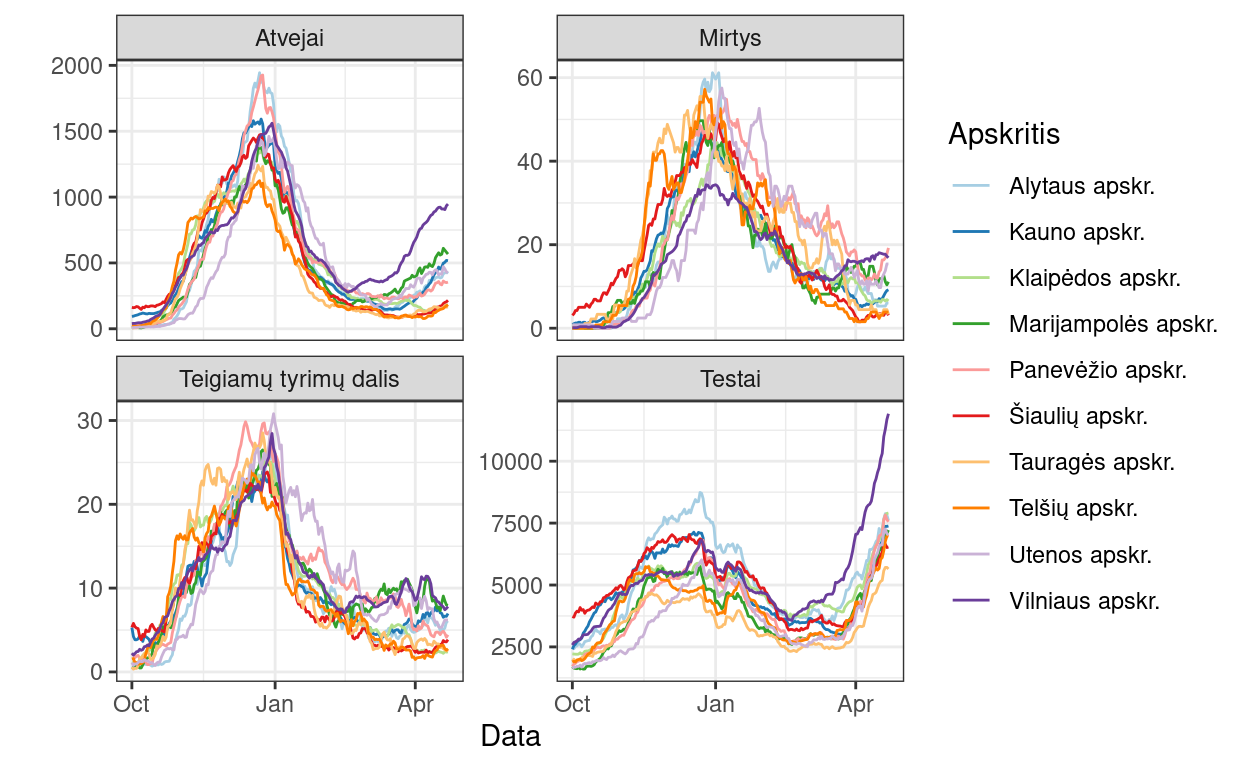 Atvejai
0
500
1000
1500
2000
Mirtys
0
20
40
60
Teigiamų tyrimų dalis
0
10
20
30
Oct Jan Apr
Testai
2500
5000
7500
10000
Oct Jan Apr
Data
Apskritis
Alytaus apskr.
Kauno apskr.
Klaipėdos apskr.
Marijampolės apskr.
Panevėžio apskr.
Šiaulių apskr.
Tauragės apskr.
Telšių apskr.
Utenos apskr.
Vilniaus apskr.